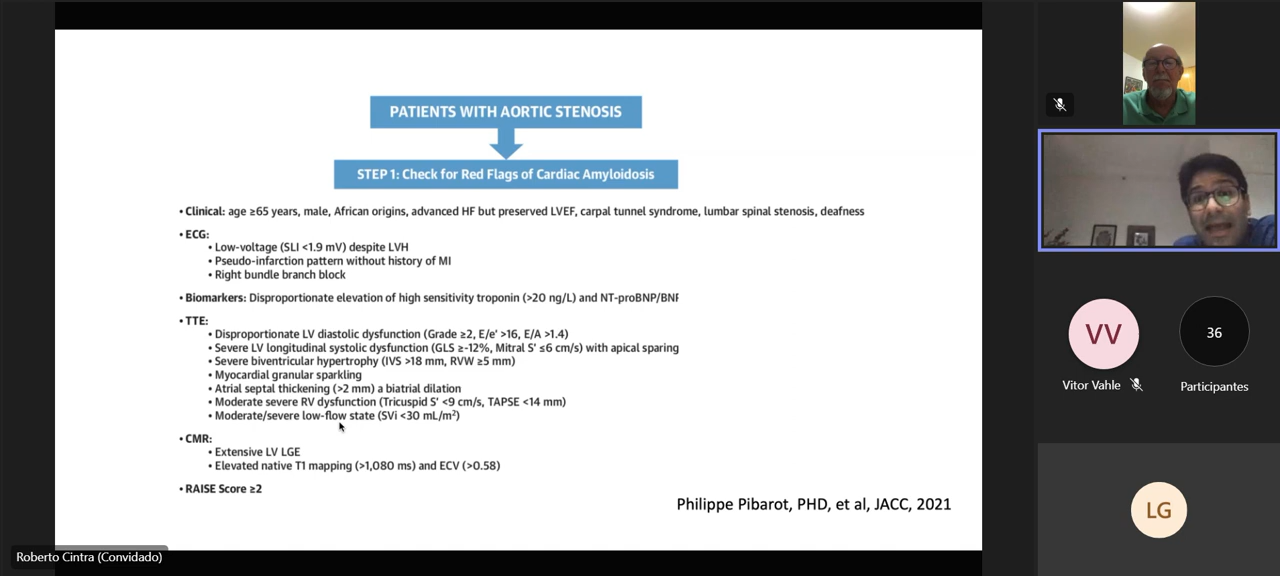 PATIENTS WITH AORTIC STENOSIS
STEP 1: Check for Red Flags of Cardiac Amyloidosis
• Clinical: age ≥65 years, male, African origins, advanced HF but preserved LVEF, carpal tunnel syndrome, lumbar spinal stenosis, deafness
• ECG:
• Low-voltage (SLI <1.9 mV) despite LVH
• Pseudo-infarction pattern without history of MI
• Right bundle branch block
• Biomarkers: Disproportionate elevation of high sensitivity troponin (>20 ng/L) and NT-proBNP/BNP
• TTE:
• Disproportionate LV diastolic dysfunction (Grade ≥2, E/e' >16, E/A >1.4)
• Severe LV longitudinal systolic dysfunction (GLS ≥-12%, Mitral S' ≤6 cm/s) with apical sparing
• Severe biventricular hypertrophy (IVS >18 mm, RVW ≥5 mm)
• Myocardial granular sparkling
• Atrial septal thickening (>2 mm) a biatrial dilation
• Moderate severe RV dysfunction (Tricuspid S' <9 cm/s, TAPSE <14 mm)
• Moderate/severe low-flow state (SVi <30 mL/m²)
• CMR:
• Extensive LV LGE
• Elevated native T1 mapping (>1,080 ms) and ECV (>0.58)
• RAISE Score ≥2
Philippe Pibarot, PHD, et al, JACC, 2021
Roberto Cintra (Convidado)
VV
Vitor Vahle
36
Participantes
LG